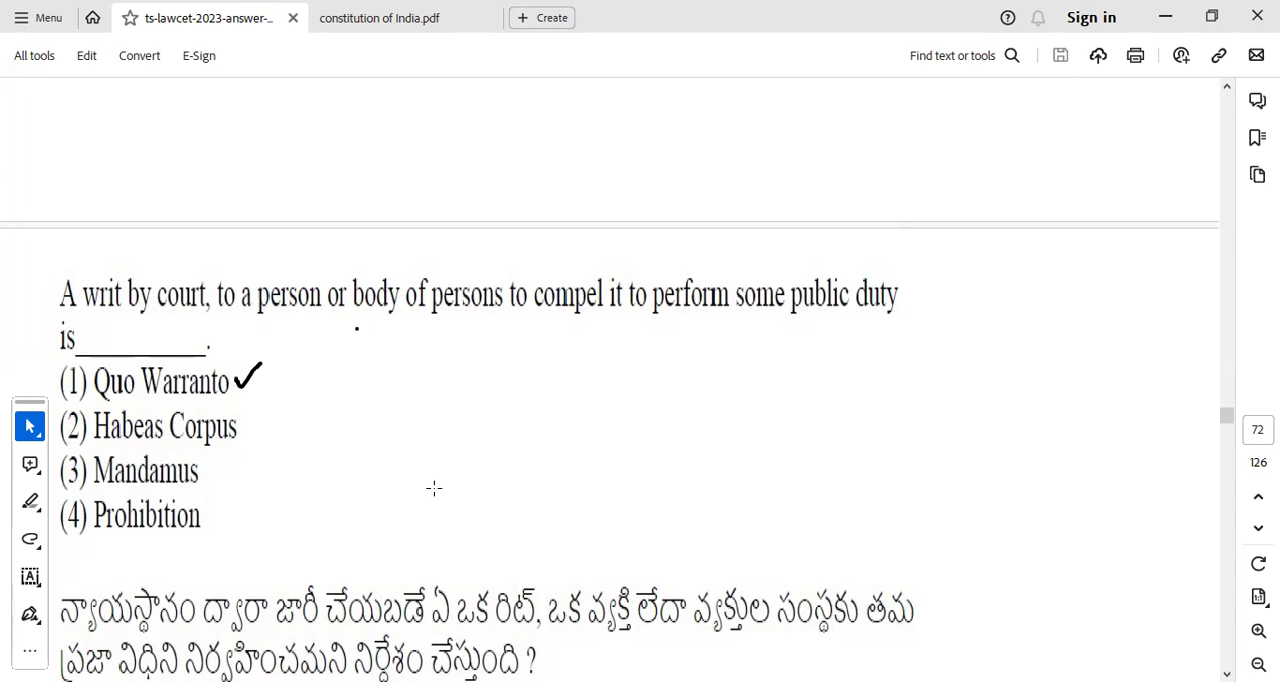 Menu
ts-lawcet-2023-answer-...
constitution of India.pdf
Create
Sign in
All tools
Edit
Convert
E-Sign
Find text or tools
A writ by court, to a person or body of persons to compel it to perform some public duty
is__________.
(1) Quo Warranto
(2) Habeas Corpus
(3) Mandamus
(4) Prohibition
న్యాయస్థానం ద్వారా జారీ చేయబడే ఏ ఒక రిట్, ఒక వ్యక్తి లేదా వ్యక్తుల సంస్థకు తమ
ప్రజా విధిని నిర్వహించమని నిర్దేశం చేస్తుంది ?
72
126